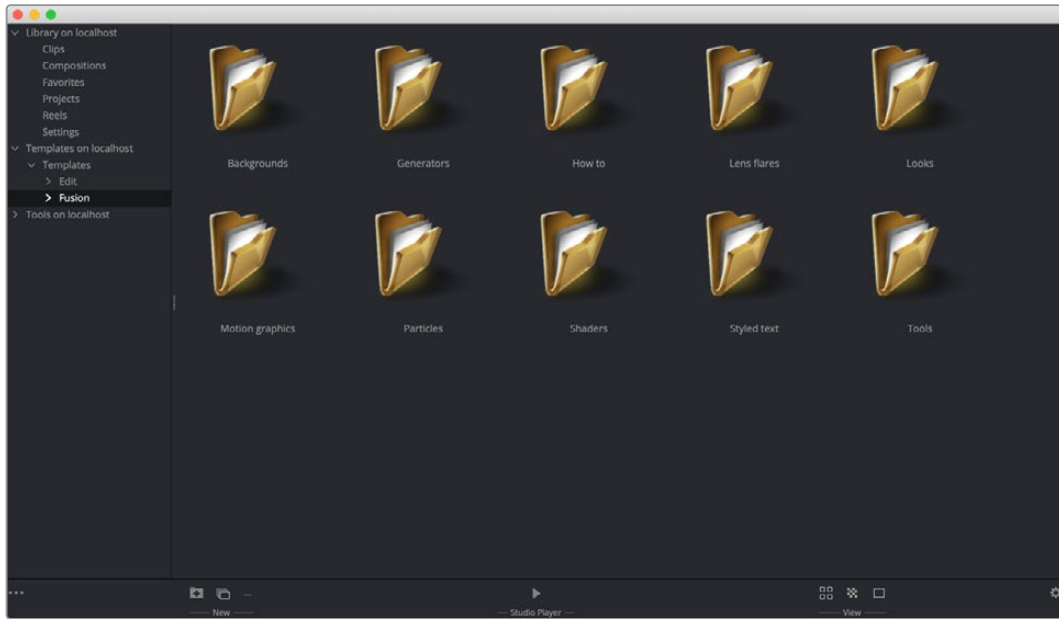 Library on localhost
Clips
Compositions
Favorites
Projects
Reels
Settings
Templates on localhost
Templates
Edit
Fusion
Tools on localhost
Backgrounds
Generators
How to
Lens flares
Looks
Motion graphics
Particles
Shaders
Styled text
Tools
New
Studio Player
View